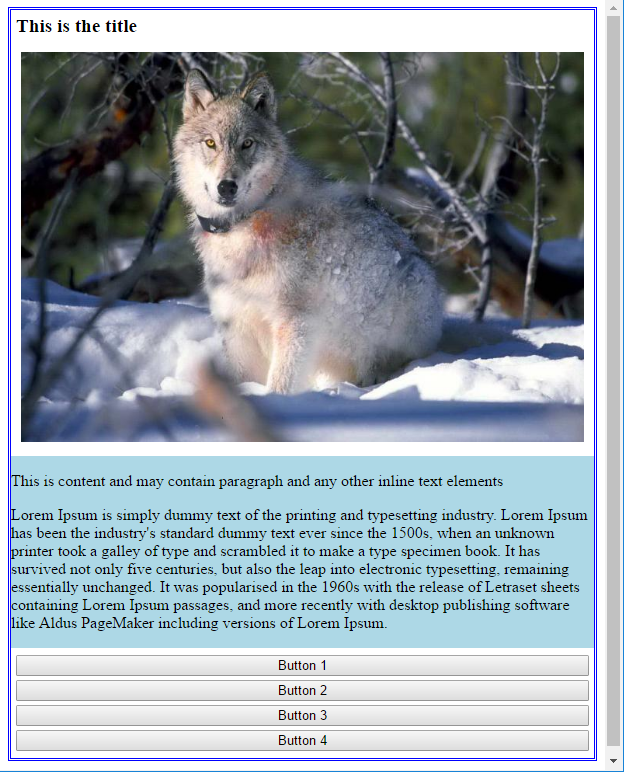 This is the title
This is content and may contain paragraph and any other inline text elements
Lorem Ipsum is simply dummy text of the printing and typesetting industry. Lorem Ipsum
has been the industry's standard dummy text ever since the 1500s, when an unknown
printer took a galley of type and scrambled it to make a type specimen book. It has
survived not only five centuries, but also the leap into electronic typesetting, remaining
essentially unchanged. It was popularised in the 1960s with the release of Letraset sheets
containing Lorem Ipsum passages, and more recently with desktop publishing software
like Aldus PageMaker including versions of Lorem Ipsum.
Button 1
Button 2
Button 3
Button 4